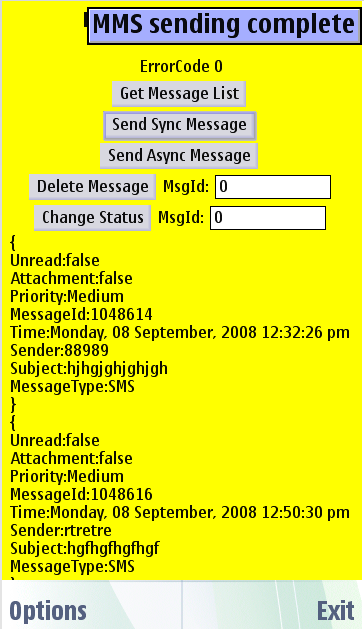 MMS sending complete
ErrorCode 0
Get Message List
Send Sync Message
Send Async Message
Delete Message MsgId: 0
Change Status MsgId: 0
{
Unread:false
Attachment:false
Priority:Medium
MessageId:1048614
Time:Monday, 08 September, 2008 12:32:26 pm
Sender:88989
Subject:hjhgjghjghjgh
MessageType:SMS
}
{
Unread:false
Attachment:false
Priority:Medium
MessageId:1048616
Time:Monday, 08 September, 2008 12:50:30 pm
Sender:rtretre
Subject:hgfhgfhgfhgf
MessageType:SMS
}
Options Exit